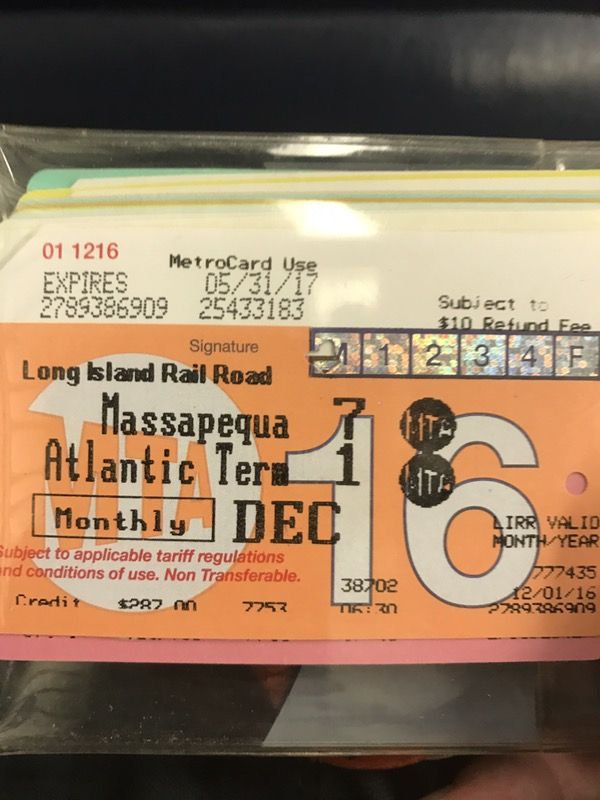 01 1216
MetroCard Use
EXPIRES 05/31/17
2789386909 25433183
Subject to
$10 Refund Fee
Signature
M 1 2 3 4 F
Long Island Rail Road
Massapequa 7
Atlantic Term 1
MTA
MTA
MTA
16
Monthly DEC
LIRR VALID
MONTH/YEAR
Subject to applicable tariff regulations
and conditions of use. Non Transferable.
777435
38702
12/01/16
Credit $287.00 7753 06:30 2789386909